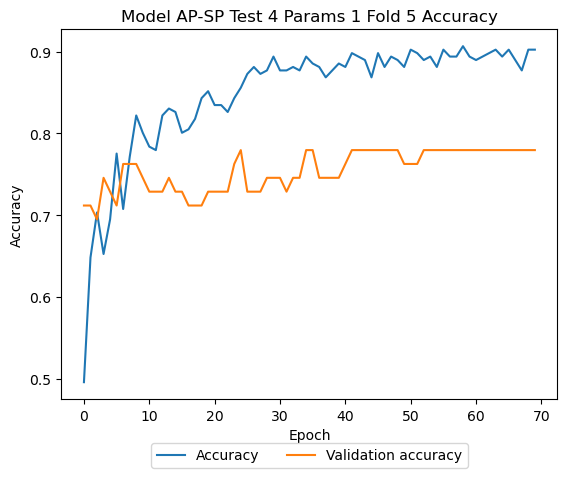 Model AP-SP Test 4 Params 1 Fold 5 Accuracy
Accuracy
0.9
0.8
0.7
0.6
0.5
0 10 20 30 40 50 60 70
Epoch
Accuracy Validation accuracy